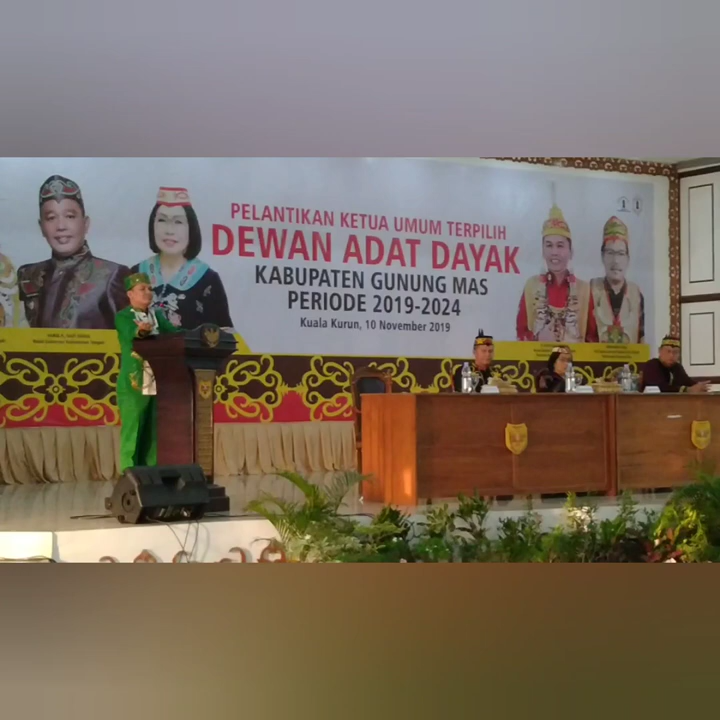 PELANTIKAN KETUA UMUM TERPILIH
DEWAN ADAT DAYAK
KABUPATEN GUNUNG MAS
PERIODE 2019-2024
Kuala Kurun, 10 November 2019